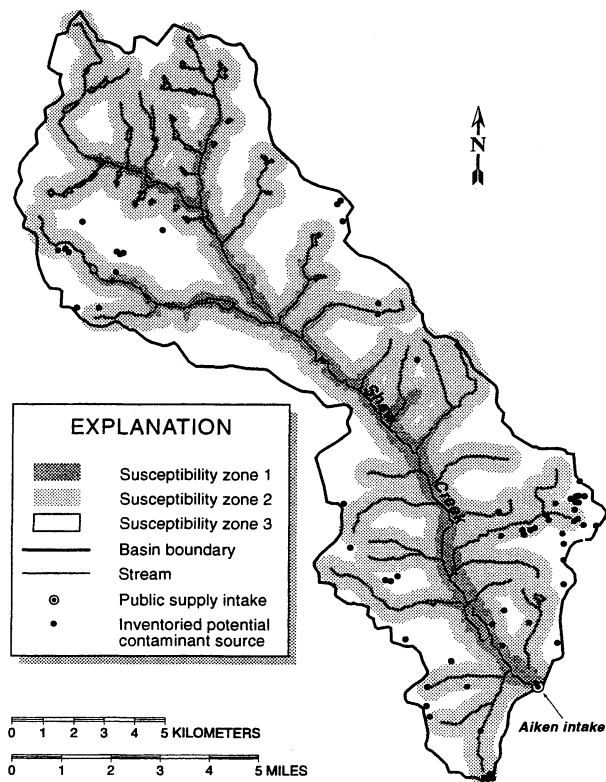 N
Shaw
Creek
EXPLANATION
Susceptibility zone 1
Susceptibility zone 2
Susceptibility zone 3
Basin boundary
Stream
Public supply intake
Inventoried potential
contaminant source
Aiken intake
0 1 2 3 4 5 KILOMETERS
0 1 2 3 4 5 MILES